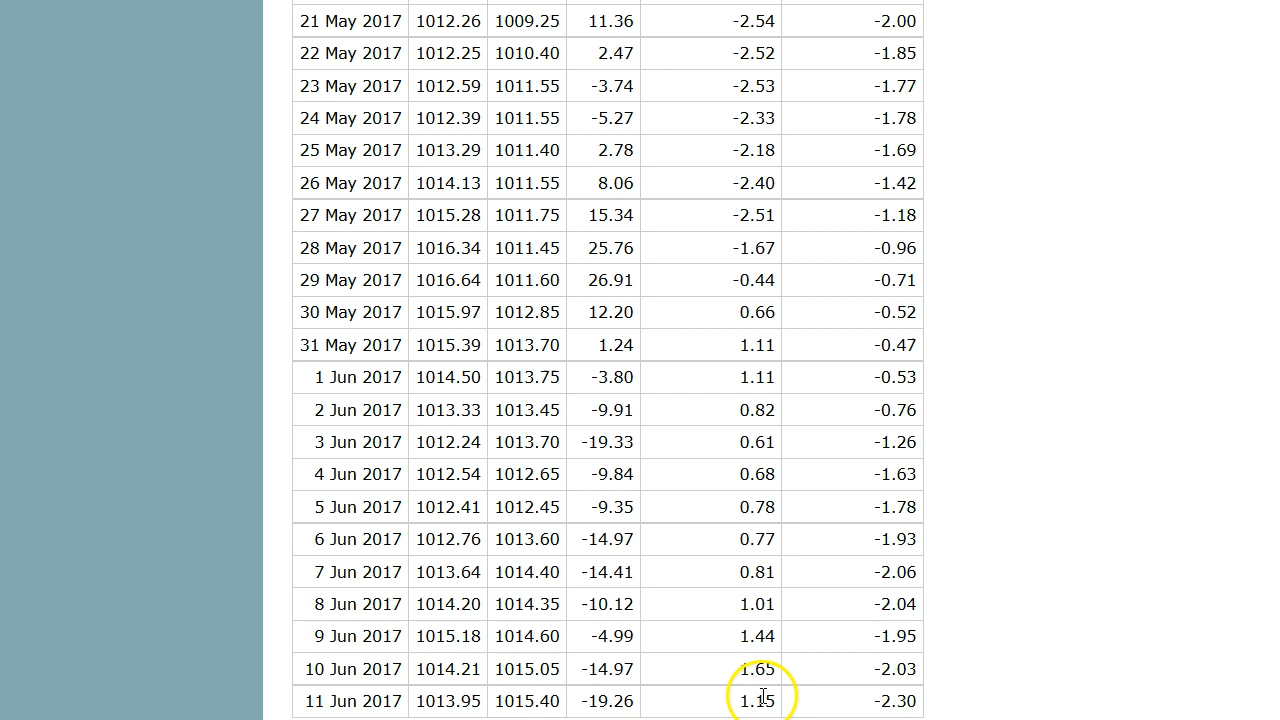 21 May 2017 1012.26 1009.25 11.36 -2.54 -2.00
22 May 2017 1012.25 1010.40 2.47 -2.52 -1.85
23 May 2017 1012.59 1011.55 -3.74 -2.53 -1.77
24 May 2017 1012.39 1011.55 -5.27 -2.33 -1.78
25 May 2017 1013.29 1011.40 2.78 -2.18 -1.69
26 May 2017 1014.13 1011.55 8.06 -2.40 -1.42
27 May 2017 1015.28 1011.75 15.34 -2.51 -1.18
28 May 2017 1016.34 1011.45 25.76 -1.67 -0.96
29 May 2017 1016.64 1011.60 26.91 -0.44 -0.71
30 May 2017 1015.97 1012.85 12.20 0.66 -0.52
31 May 2017 1015.39 1013.70 1.24 1.11 -0.47
1 Jun 2017 1014.50 1013.75 -3.80 1.11 -0.53
2 Jun 2017 1013.33 1013.45 -9.91 0.82 -0.76
3 Jun 2017 1012.24 1013.70 -19.33 0.61 -1.26
4 Jun 2017 1012.54 1012.65 -9.84 0.68 -1.63
5 Jun 2017 1012.41 1012.45 -9.35 0.78 -1.78
6 Jun 2017 1012.76 1013.60 -14.97 0.77 -1.93
7 Jun 2017 1013.64 1014.40 -14.41 0.81 -2.06
8 Jun 2017 1014.20 1014.35 -10.12 1.01 -2.04
9 Jun 2017 1015.18 1014.60 -4.99 1.44 -1.95
10 Jun 2017 1014.21 1015.05 -14.97 1.65 -2.03
11 Jun 2017 1013.95 1015.40 -19.26 1.15 -2.30